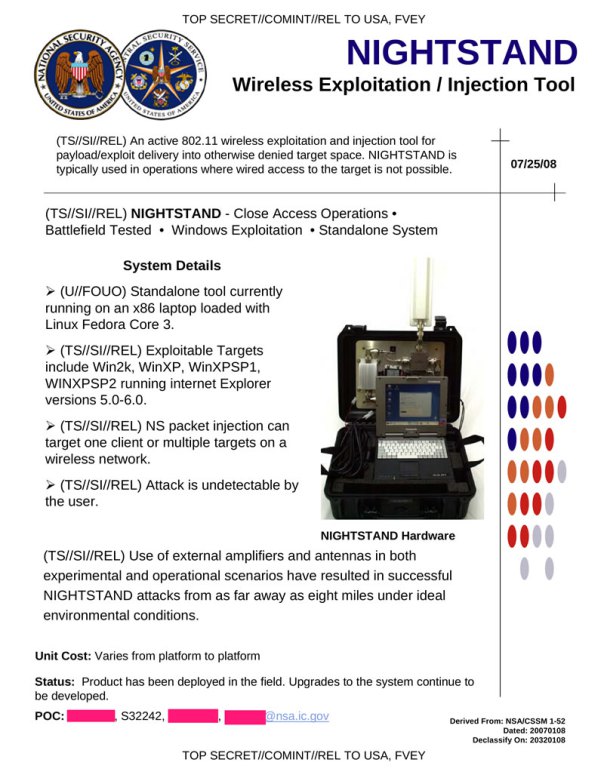 TOP SECRET//COMINT//REL TO USA, FVEY
NATIONAL SECURITY AGENCY
UNITED STATES OF AMERICA
CENTRAL SECURITY SERVICE
UNITED STATES OF AMERICA
NIGHTSTAND
Wireless Exploitation / Injection Tool
(TS//SI//REL) An active 802.11 wireless exploitation and injection tool for
payload/exploit delivery into otherwise denied target space. NIGHTSTAND is
typically used in operations where wired access to the target is not possible.
07/25/08
(TS//SI//REL) NIGHTSTAND - Close Access Operations •
Battlefield Tested • Windows Exploitation • Standalone System
System Details
➢ (U//FOUO) Standalone tool currently
running on an x86 laptop loaded with
Linux Fedora Core 3.
➢ (TS//SI//REL) Exploitable Targets
include Win2k, WinXP, WinXPSP1,
WINXPSP2 running internet Explorer
versions 5.0-6.0.
➢ (TS//SI//REL) NS packet injection can
target one client or multiple targets on a
wireless network.
➢ (TS//SI//REL) Attack is undetectable by
the user.
NIGHTSTAND Hardware
(TS//SI//REL) Use of external amplifiers and antennas in both
experimental and operational scenarios have resulted in successful
NIGHTSTAND attacks from as far away as eight miles under ideal
environmental conditions.
Unit Cost: Varies from platform to platform
Status: Product has been deployed in the field. Upgrades to the system continue to
be developed.
POC: , S32242, , @nsa.ic.gov
Derived From: NSA/CSSM 1-52
Dated: 20070108
Declassify On: 20320108
TOP SECRET//COMINT//REL TO USA, FVEY